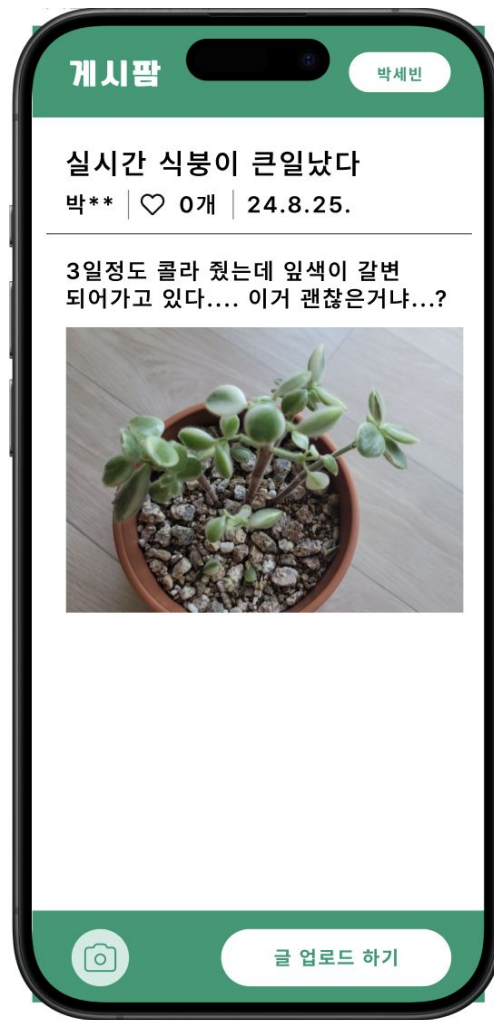 게시팜
박세빈
실시간 식붕이 큰일났다
박** 0개 24.8.25.
3일정도 콜라 줬는데 잎색이 갈변
되어가고 있다.... 이거 괜찮은거냐...?
글 업로드 하기